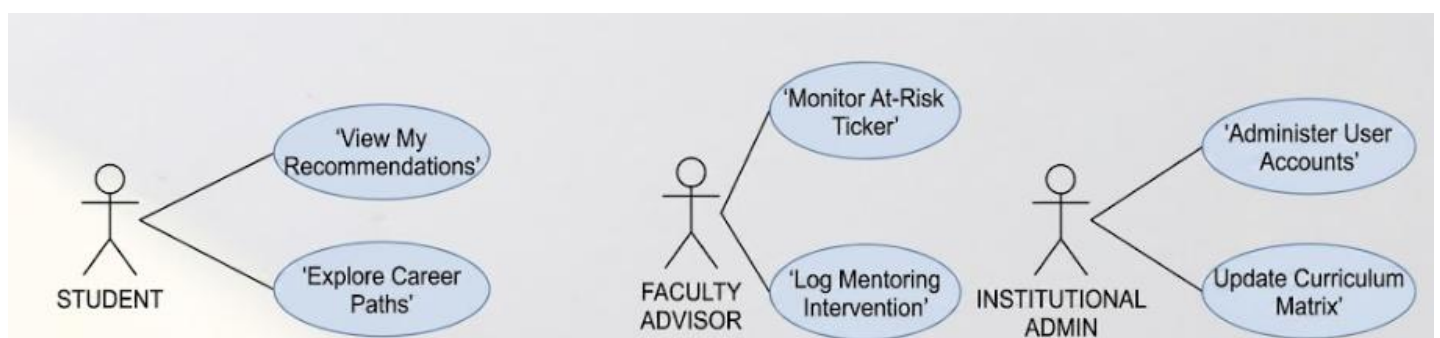 'View My
Recommendations'
'Explore Career
Paths'
STUDENT
'Monitor At-Risk
Ticker'
'Log Mentoring
Intervention'
FACULTY
ADVISOR
'Administer User
Accounts'
Update Curriculum
Matrix'
INSTITUTIONAL
ADMIN